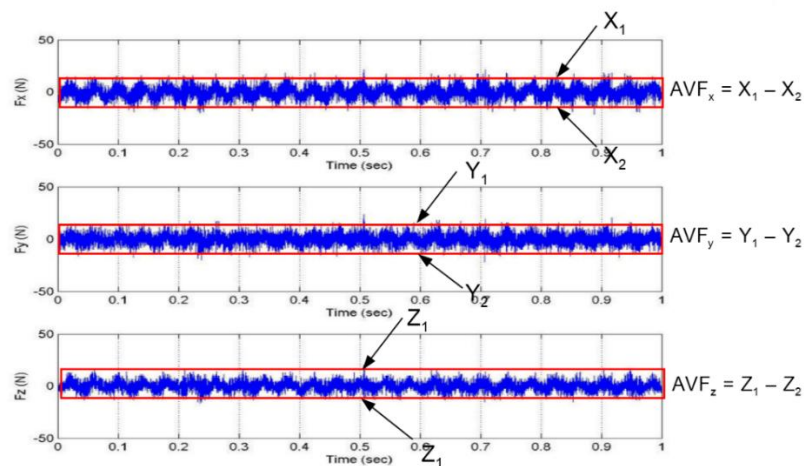 X₁
50
0
-50
Fx (N)
AVFₓ = X₁ – X₂
0 0.1 0.2 0.3 0.4 0.5 0.6 0.7 0.8 0.9 1
Time (sec)
X₂
Y₁
50
0
-50
Fy (N)
AVFᵧ = Y₁ – Y₂
0 0.1 0.2 0.3 0.4 0.5 0.6 0.7 0.8 0.9 1
Time (sec)
Y₂
Z₁
50
0
-50
Fz (N)
AVF_z = Z₁ – Z₂
0 0.1 0.2 0.3 0.4 0.5 0.6 0.7 0.8 0.9 1
Time (sec)
Z₁